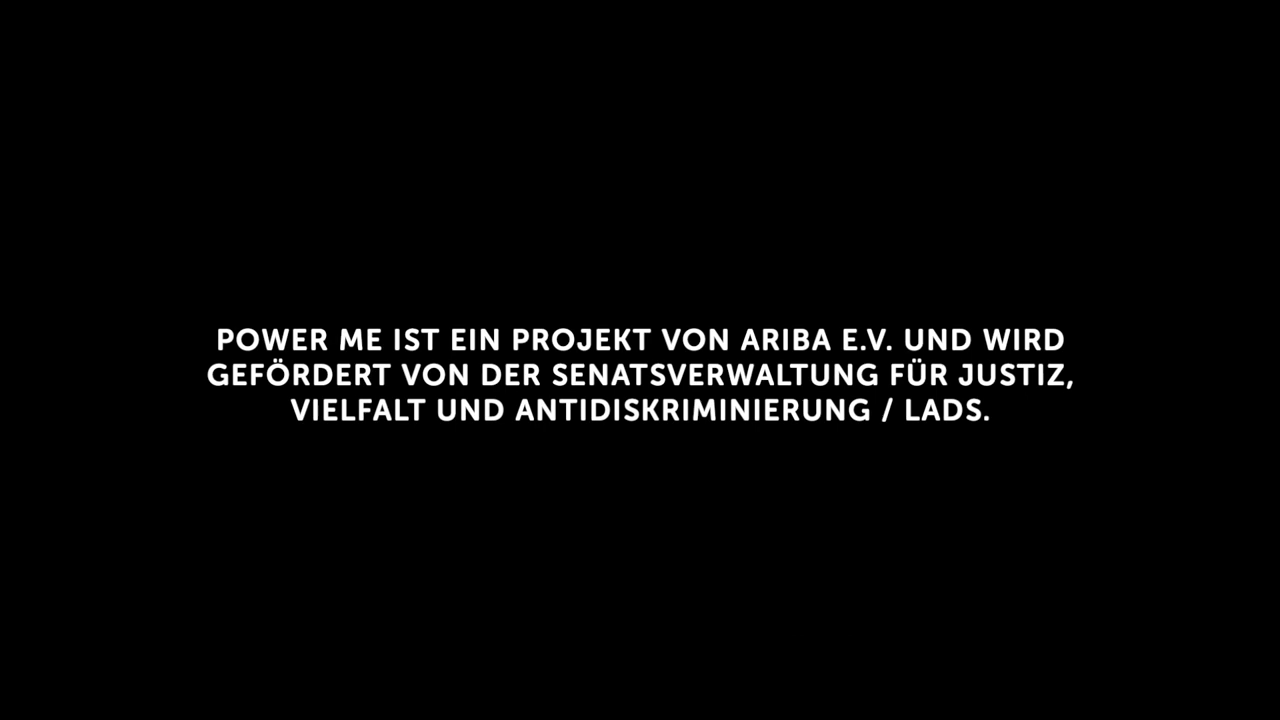 POWER ME IST EIN PROJEKT VON ARIBA E.V. UND WIRD
GEFÖRDERT VON DER SENATSVERWALTUNG FÜR JUSTIZ,
VIELFALT UND ANTIDISKRIMINIERUNG / LADS.